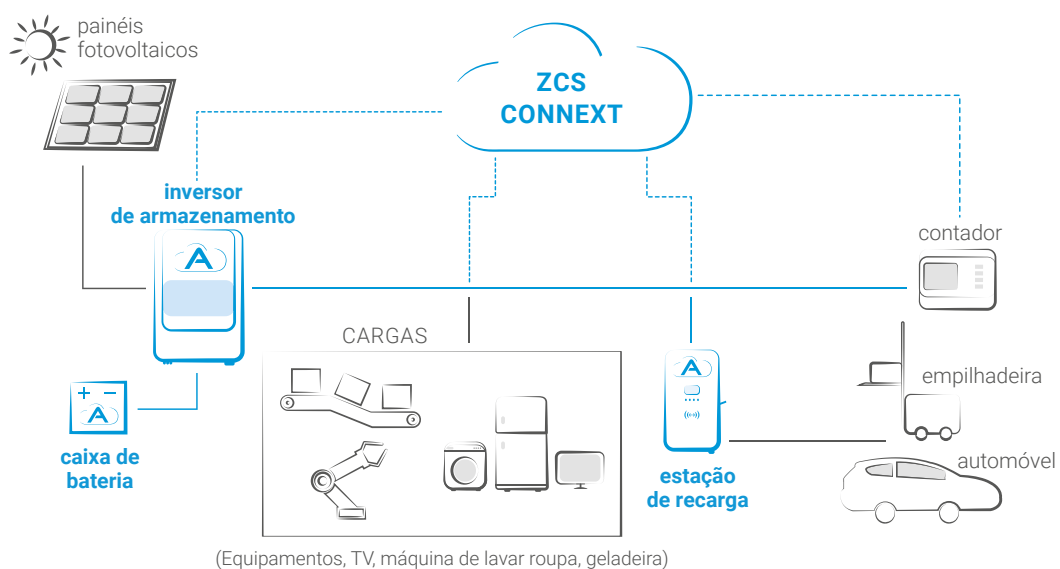 painéis
fotovoltaicos
ZCS
CONNEXT
inversor
de armazenamento
contador
CARGAS
empilhadeira
caixa de
bateria
estação
de recarga
automóvel
(Equipamentos, TV, máquina de lavar roupa, geladeira)